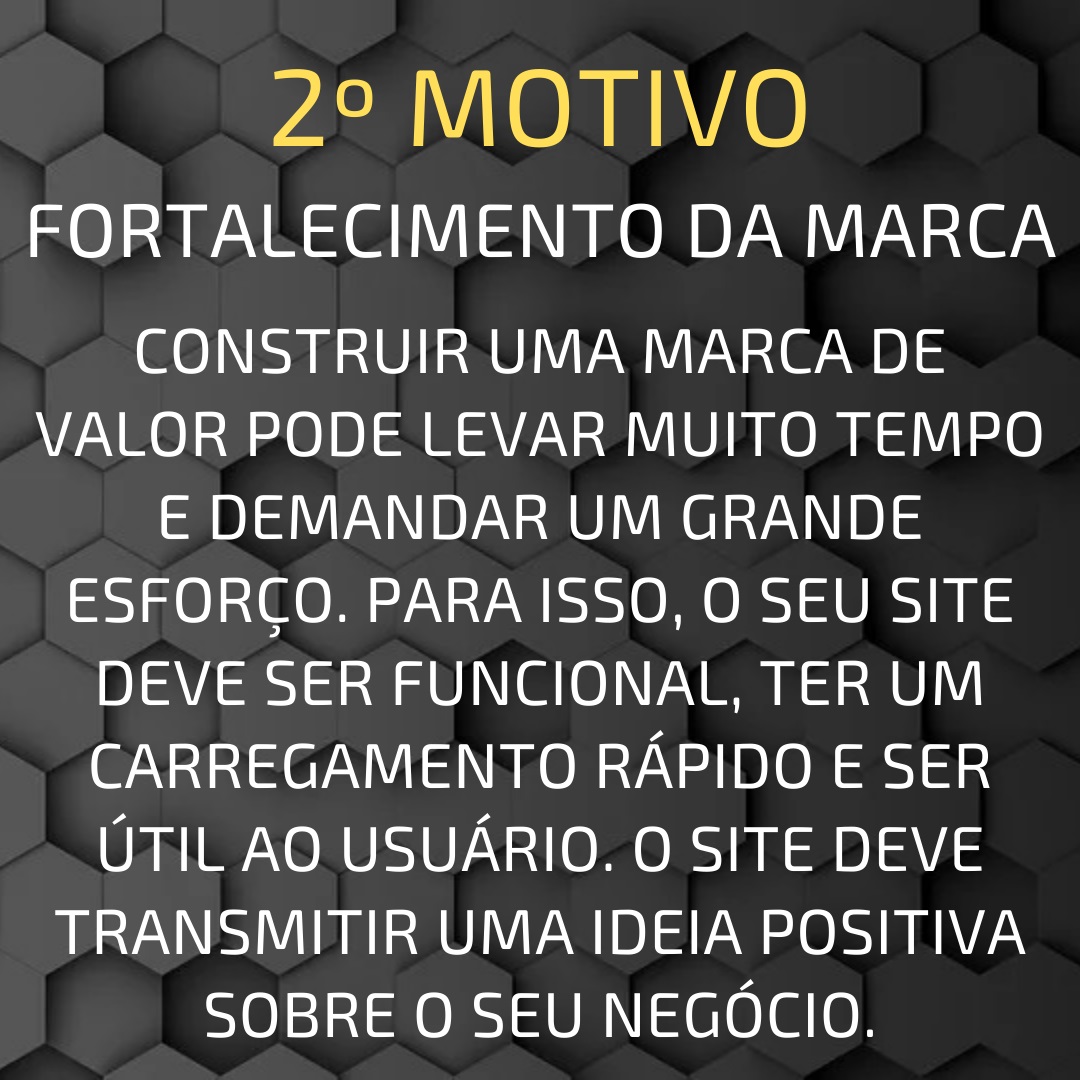 2º MOTIVO
FORTALECIMENTO DA MARCA
CONSTRUIR UMA MARCA DE
VALOR PODE LEVAR MUITO TEMPO
E DEMANDAR UM GRANDE
ESFORÇO. PARA ISSO, O SEU SITE
DEVE SER FUNCIONAL, TER UM
CARREGAMENTO RÁPIDO E SER
ÚTIL AO USUÁRIO. O SITE DEVE
TRANSMITIR UMA IDEIA POSITIVA
SOBRE O SEU NEGÓCIO.